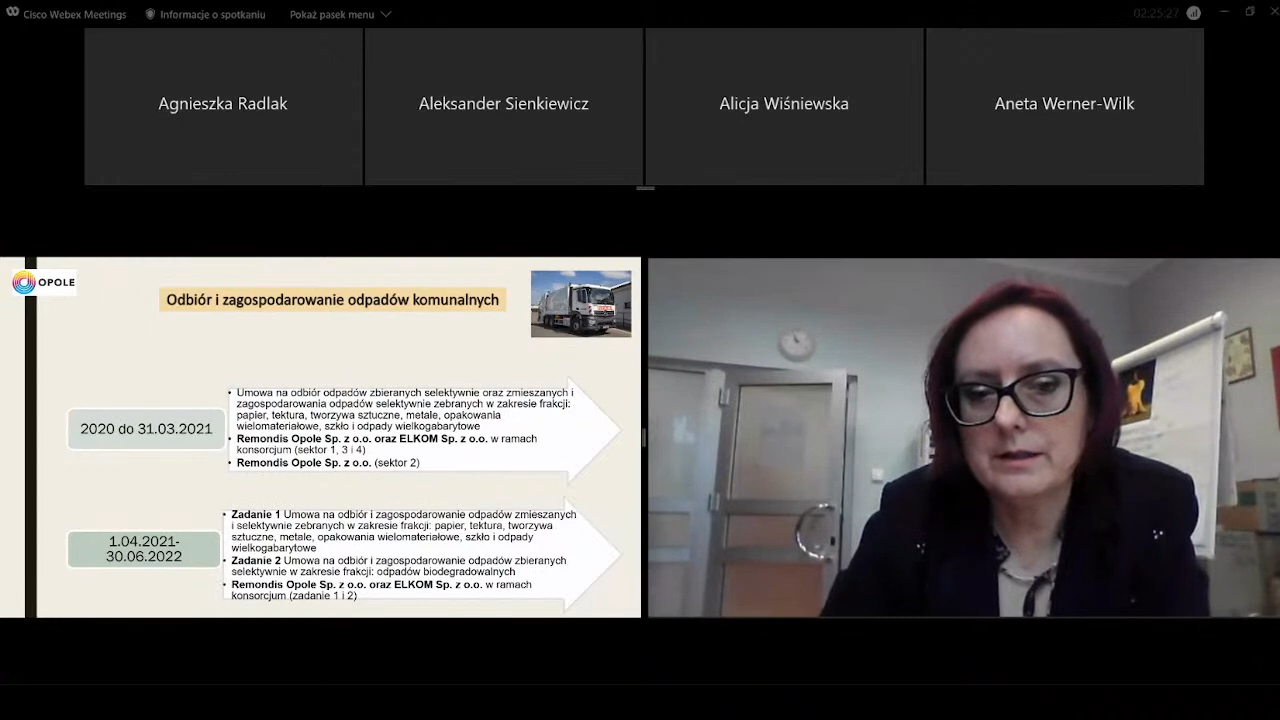 Cisco Webex Meetings
Informacje o spotkaniu
Pokaż pasek menu
02:25:27
Agnieszka Radlak
Aleksander Sienkiewicz
Alicja Wiśniewska
Aneta Werner-Wilk
OPOLE
Odbiór i zagospodarowanie odpadów komunalnych
2020 do 31.03.2021
• Umowa na odbiór odpadów zbieranych selektywnie oraz zmieszanych i
zagospodarowania odpadów selektywnie zebranych w zakresie frakcji:
papier, tektura, tworzywa sztuczne, metale, opakowania
wielomateriałowe, szkło i odpady wielkogabarytowe
• Remondis Opole Sp. z o.o. oraz ELKOM Sp. z o.o. w ramach
konsorcjum (sektor 1, 3 i 4)
• Remondis Opole Sp. z o.o. (sektor 2)
1.04.2021-
30.06.2022
• Zadanie 1 Umowa na odbiór i zagospodarowanie odpadów zmieszanych
i selektywnie zebranych w zakresie frakcji: papier, tektura, tworzywa
sztuczne, metale, opakowania wielomateriałowe, szkło i odpady
wielkogabarytowe
• Zadanie 2 Umowa na odbiór i zagospodarowanie odpadów zbieranych
selektywnie w zakresie frakcji: odpadów biodegradowalnych
• Remondis Opole Sp. z o.o. oraz ELKOM Sp. z o.o. w ramach
konsorcjum (zadanie 1 i 2)